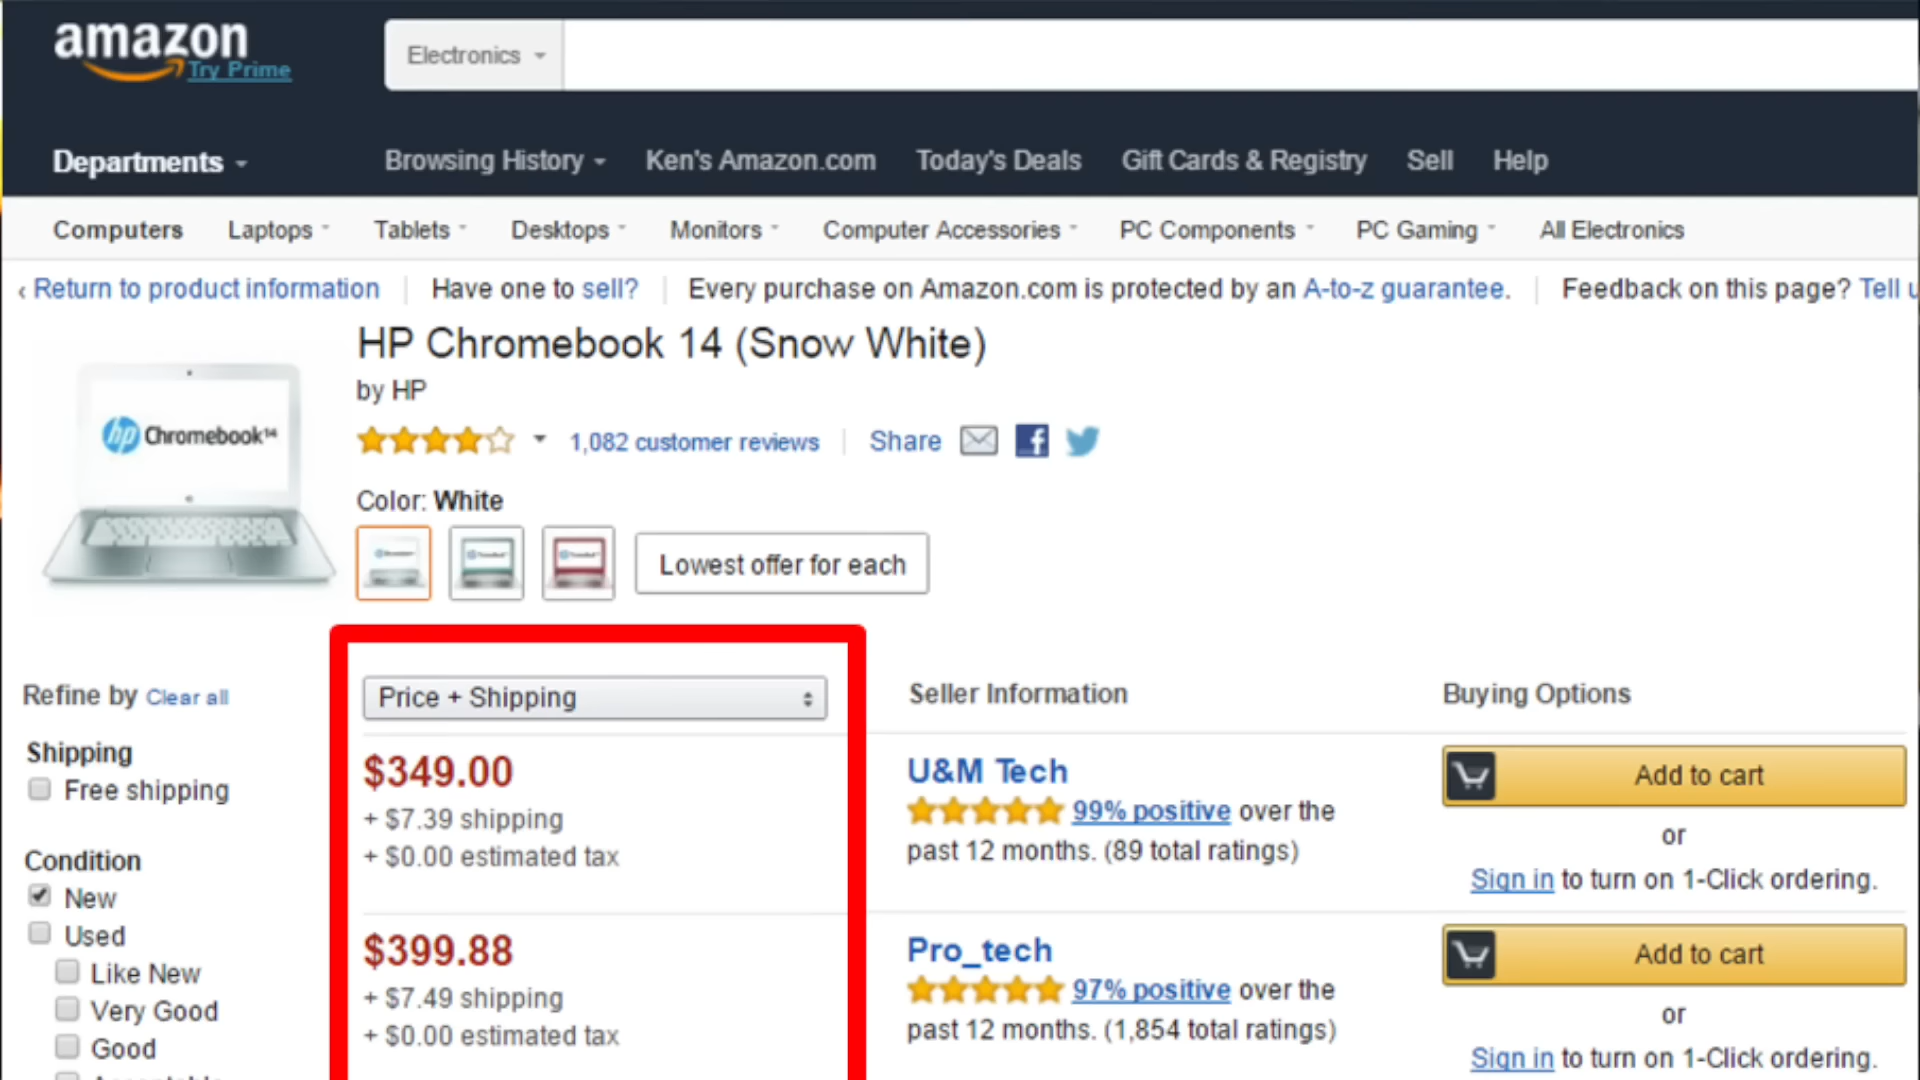 amazon
Try Prime
Electronics
Departments
Browsing History
Ken's Amazon.com
Today's Deals
Gift Cards & Registry
Sell
Help
Computers
Laptops
Tablets
Desktops
Monitors
Computer Accessories
PC Components
PC Gaming
All Electronics
‹ Return to product information
Have one to sell?
Every purchase on Amazon.com is protected by an A-to-z guarantee.
Feedback on this page? Tell u
HP Chromebook 14 (Snow White)
by HP
hp Chromebook14
1,082 customer reviews
Share
Color: White
Lowest offer for each
Refine by Clear all
Price + Shipping
Seller Information
Buying Options
Shipping
Free shipping
Condition
New
Used
Like New
Very Good
Good
$349.00
+ $7.39 shipping
+ $0.00 estimated tax
U&M Tech
99% positive over the
past 12 months. (89 total ratings)
Add to cart
or
Sign in to turn on 1-Click ordering.
$399.88
+ $7.49 shipping
+ $0.00 estimated tax
Pro_tech
97% positive over the
past 12 months. (1,854 total ratings)
Add to cart
or
Sign in to turn on 1-Click ordering.